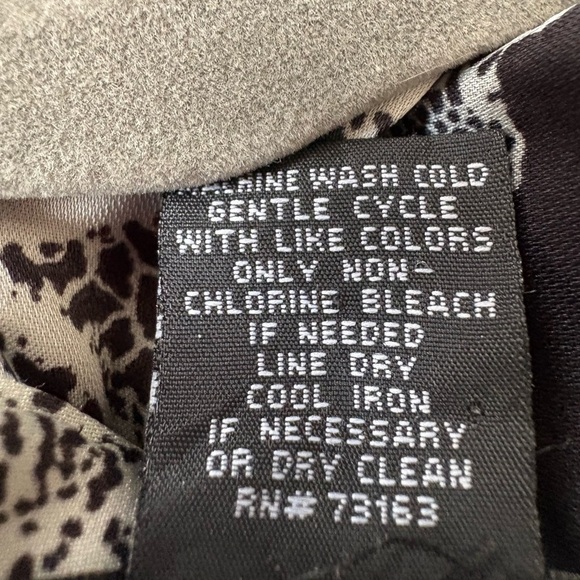 MACHINE WASH COLD
GENTLE CYCLE
WITH LIKE COLORS
ONLY NON-
CHLORINE BLEACH
IF NEEDED
LINE DRY
COOL IRON
IF NECESSARY
OR DRY CLEAN
RN# 73163